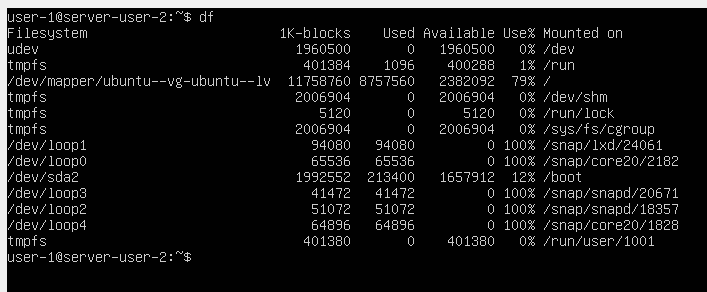 user-1@server-user-2:~$ df
Filesystem 1K-blocks Used Available Use% Mounted on
udev 1960500 0 1960500 0% /dev
tmpfs 401384 1096 400288 1% /run
/dev/mapper/ubuntu--vg-ubuntu--lv 11758760 8757560 2382092 79% /
tmpfs 2006904 0 2006904 0% /dev/shm
tmpfs 5120 0 5120 0% /run/lock
tmpfs 2006904 0 2006904 0% /sys/fs/cgroup
/dev/loop1 94080 94080 0 100% /snap/lxd/24061
/dev/loop0 65536 65536 0 100% /snap/core20/2182
/dev/sda2 1992552 213400 1657912 12% /boot
/dev/loop3 41472 41472 0 100% /snap/snapd/20671
/dev/loop2 51072 51072 0 100% /snap/snapd/18357
/dev/loop4 64896 64896 0 100% /snap/core20/1828
tmpfs 401380 0 401380 0% /run/user/1001
user-1@server-user-2:~$